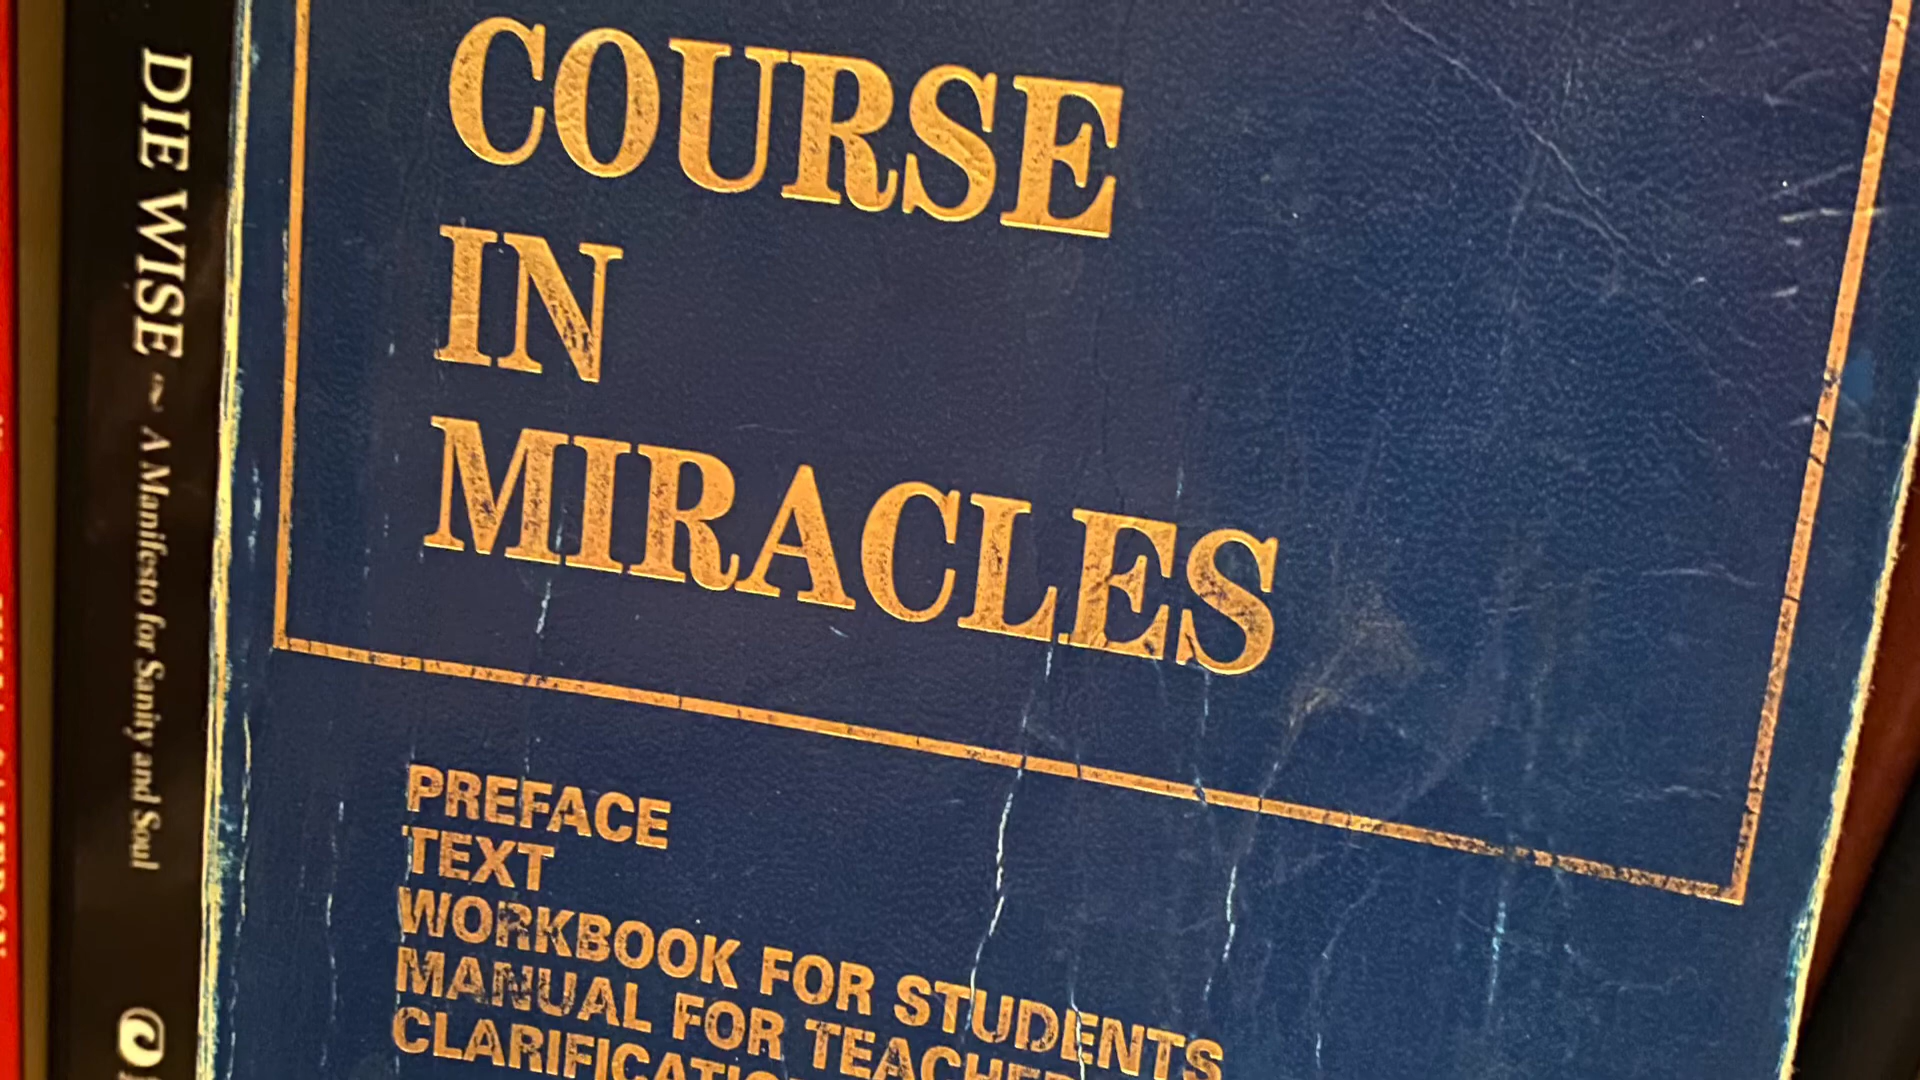 COURSE
IN
MIRACLES
PREFACE
TEXT
WORKBOOK FOR STUDENTS
MANUAL FOR
DIE WISE ~ A Manifesto for Sanity and Soul